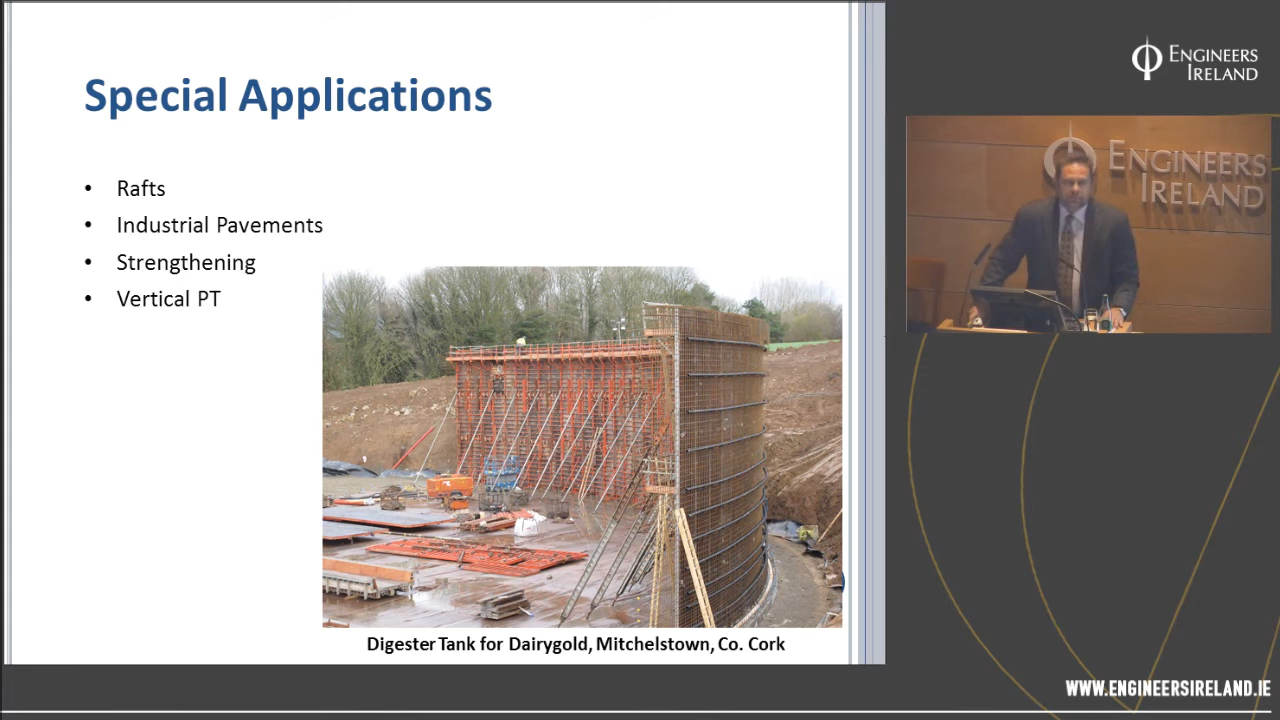 Special Applications
• Rafts
• Industrial Pavements
• Strengthening
• Vertical PT
Digester Tank for Dairygold, Mitchelstown, Co. Cork
ENGINEERS
IRELAND
ENGINEERS
IRELAND
WWW.ENGINEERSIRELAND.IE